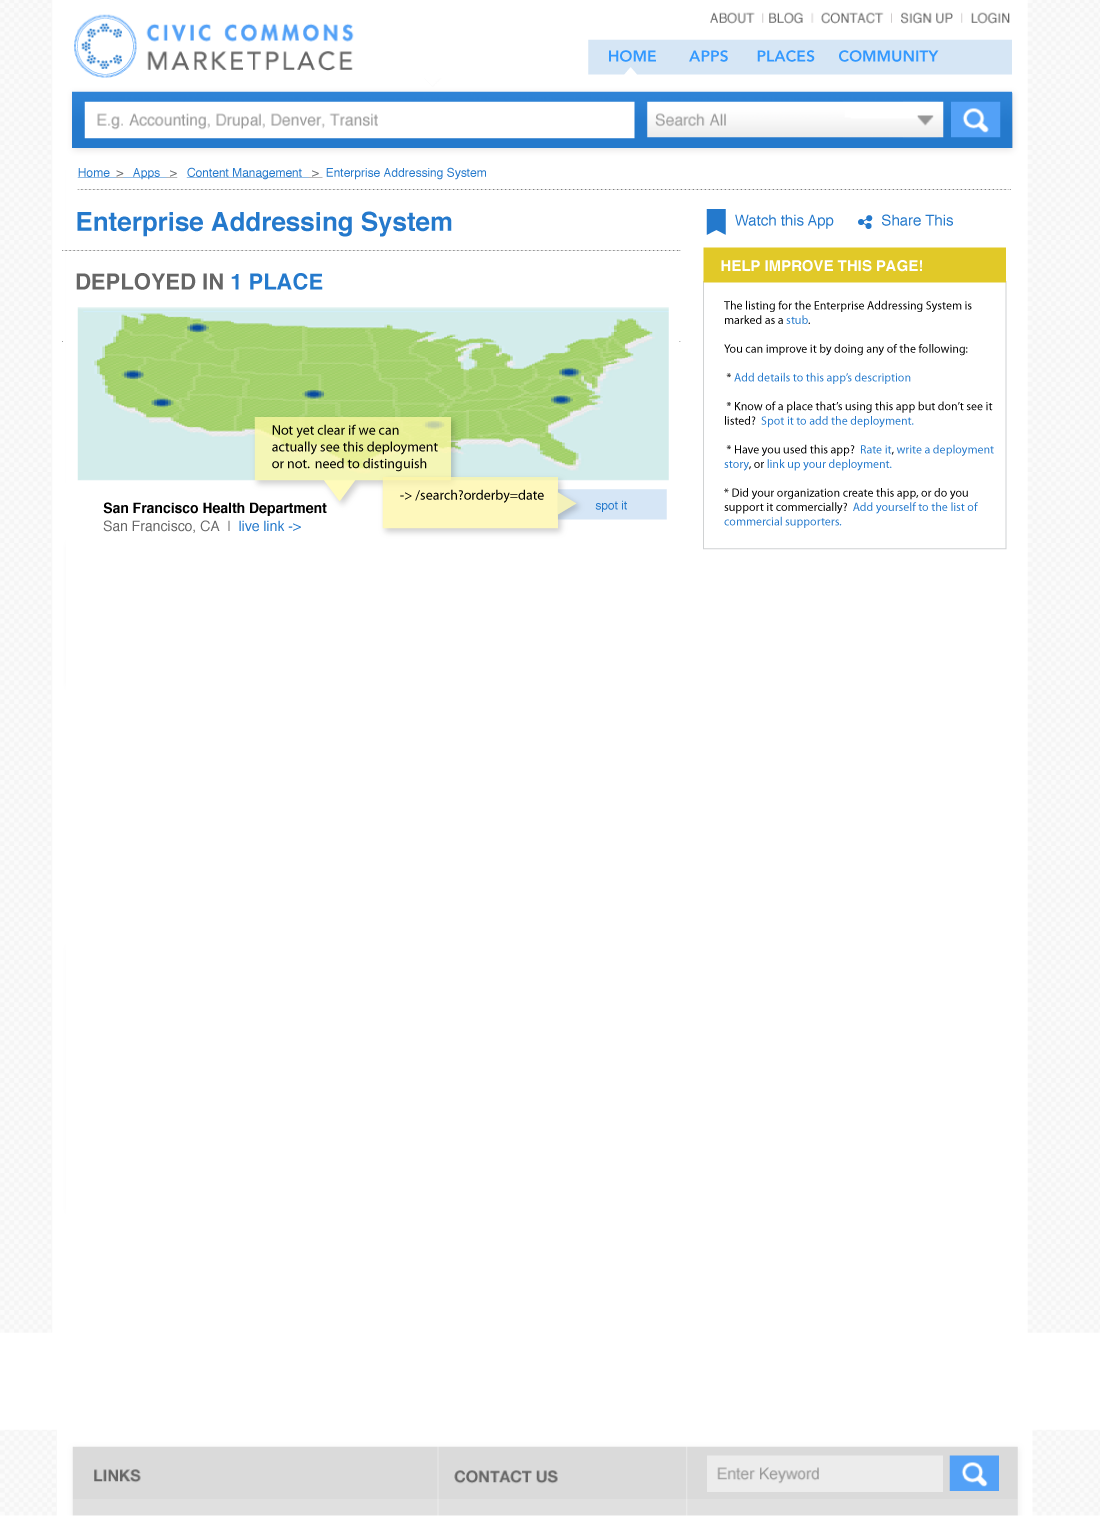 CIVIC COMMONS
MARKETPLACE
ABOUT | BLOG | CONTACT | SIGN UP | LOGIN
HOME APPS PLACES COMMUNITY
E.g. Accounting, Drupal, Denver, Transit
Search All
Home > Apps > Content Management > Enterprise Addressing System
Enterprise Addressing System
Watch this App
Share This
DEPLOYED IN 1 PLACE
Not yet clear if we can
actually see this deployment
or not. need to distinguish
-> /search?orderby=date
spot it
San Francisco Health Department
San Francisco, CA | live link ->
HELP IMPROVE THIS PAGE!
The listing for the Enterprise Addressing System is
marked as a stub.
You can improve it by doing any of the following:
* Add details to this app's description
* Know of a place that's using this app but don't see it
listed? Spot it to add the deployment.
* Have you used this app? Rate it, write a deployment
story, or link up your deployment.
* Did your organization create this app, or do you
support it commercially? Add yourself to the list of
commercial supporters.
LINKS
CONTACT US
Enter Keyword